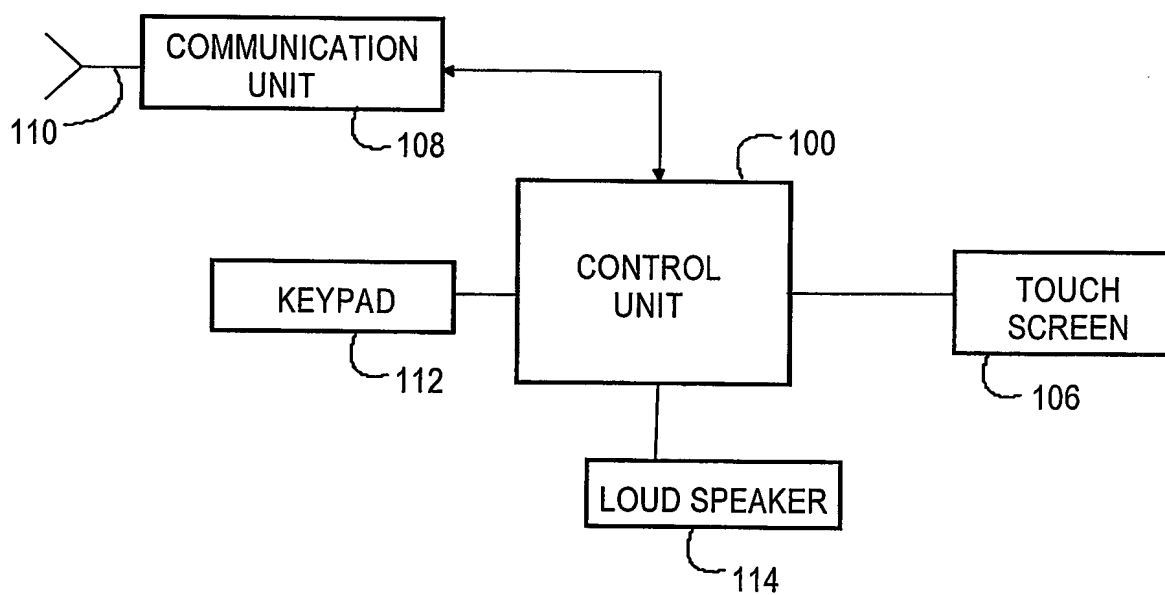 COMMUNICATION
UNIT
110
108
100
CONTROL
UNIT
KEYPAD
112
TOUCH
SCREEN
106
LOUD SPEAKER
114